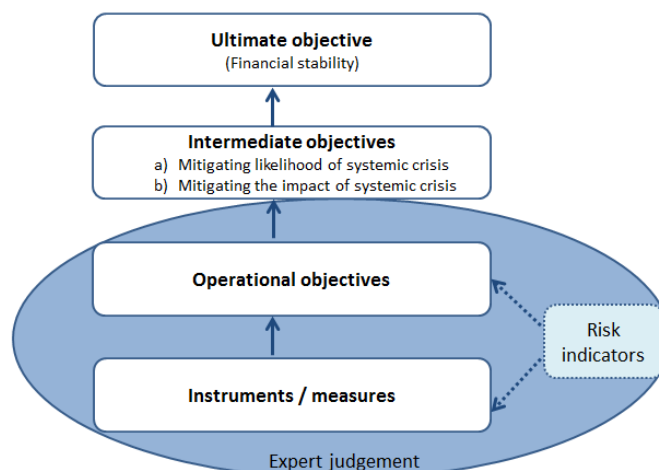 Ultimate objective
(Financial stability)
Intermediate objectives
a) Mitigating likelihood of systemic crisis
b) Mitigating the impact of systemic crisis
Operational objectives
Risk
indicators
Instruments / measures
Expert judgement